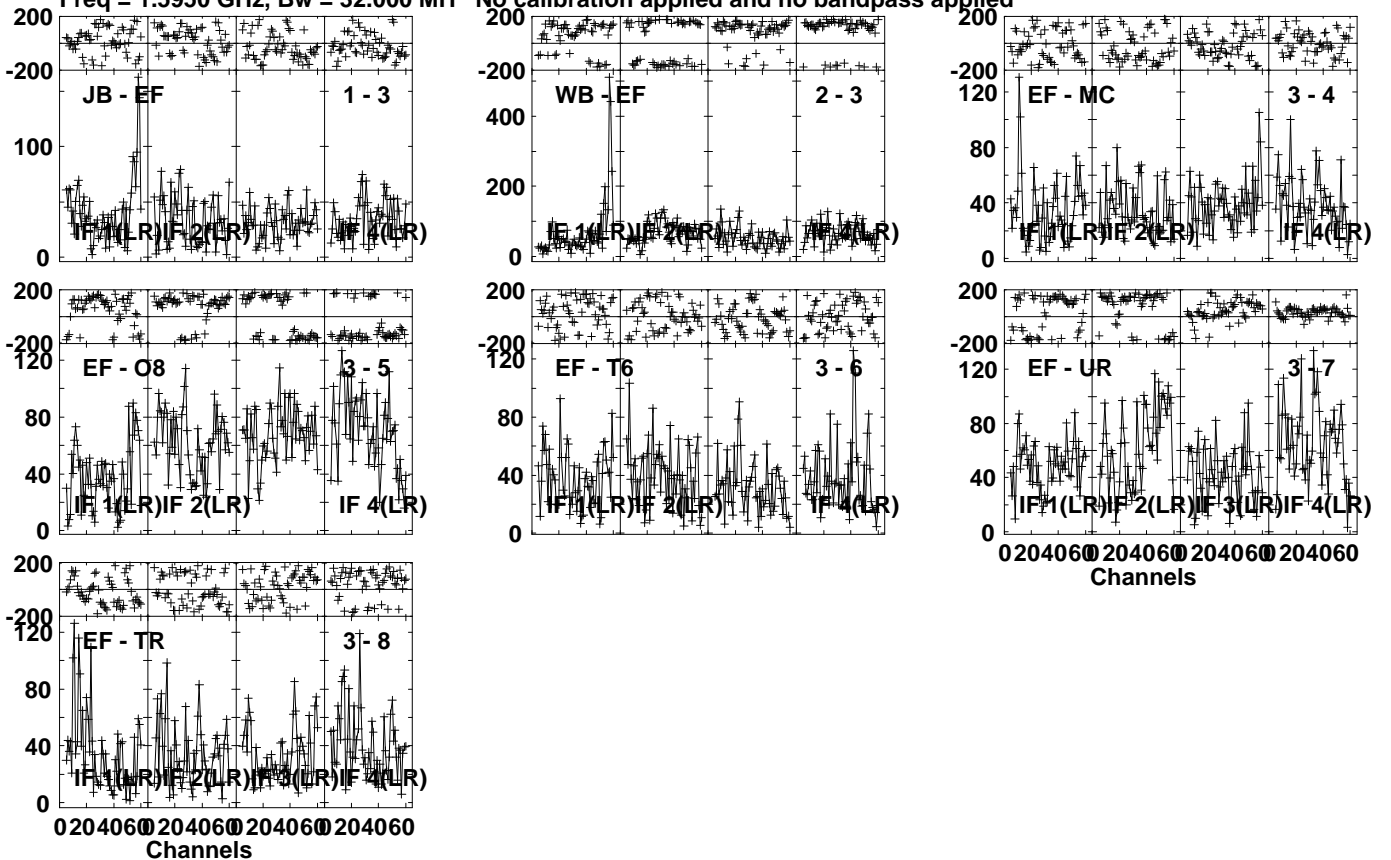 Freq = 1.5950 GHz, Bw = 32.000 MH No calibration applied and no bandpass applied
200
-200
JB - EF
1 - 3
100
0
IF 1(LR)
IF 2(LR)
IF 4(LR)
200
-200
WB - EF
2 - 3
400
200
0
IF 1(LR)
IF 2(LR)
IF 4(LR)
200
-200
EF - MC
3 - 4
120
80
40
0
IF 1(LR)
IF 2(LR)
IF 4(LR)
200
-200
EF - O8
3 - 5
120
80
40
0
IF 1(LR)
IF 2(LR)
IF 4(LR)
200
-200
EF - T6
3 - 6
120
80
40
0
IF 1(LR)
IF 2(LR)
IF 4(LR)
200
-200
EF - UR
3 - 7
120
80
40
0
IF 1(LR)
IF 2(LR)
IF 3(LR)
IF 4(LR)
0 20 40 60 0 20 40 60 0 20 40 60 0 20 40 60
Channels
200
-200
EF - TR
3 - 8
120
80
40
0
IF 1(LR)
IF 2(LR)
IF 3(LR)
IF 4(LR)
0 20 40 60 0 20 40 60 0 20 40 60 0 20 40 60
Channels